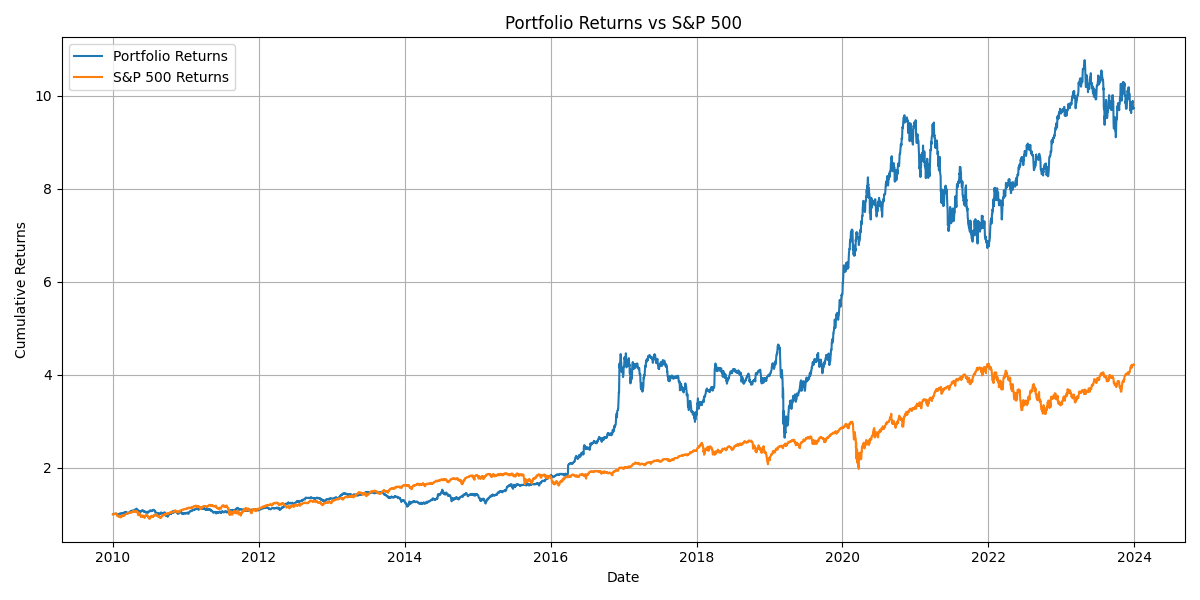 Portfolio Returns vs S&P 500
Portfolio Returns
S&P 500 Returns
Cumulative Returns
10
8
6
4
2
2010 2012 2014 2016 2018 2020 2022 2024
Date